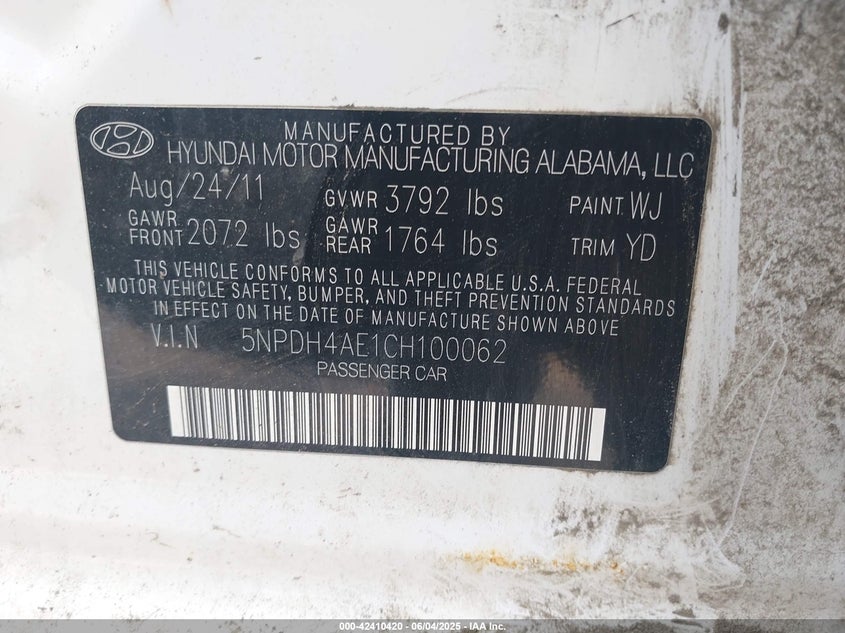 MANUFACTURED BY
HYUNDAI MOTOR MANUFACTURING ALABAMA, LLC
Aug/24/11 GVWR 3792 lbs PAINT WJ
GAWR FRONT 2072 lbs GAWR REAR 1764 lbs TRIM YD
THIS VEHICLE CONFORMS TO ALL APPLICABLE U.S.A. FEDERAL
MOTOR VEHICLE SAFETY, BUMPER, AND THEFT PREVENTION STANDARDS
IN EFFECT ON THE DATE OF MANUFACTURE SHOWN ABOVE
V.I.N 5NPDH4AE1CH100062
PASSENGER CAR
000-42410420 - 06/04/2025 - IAA Inc.